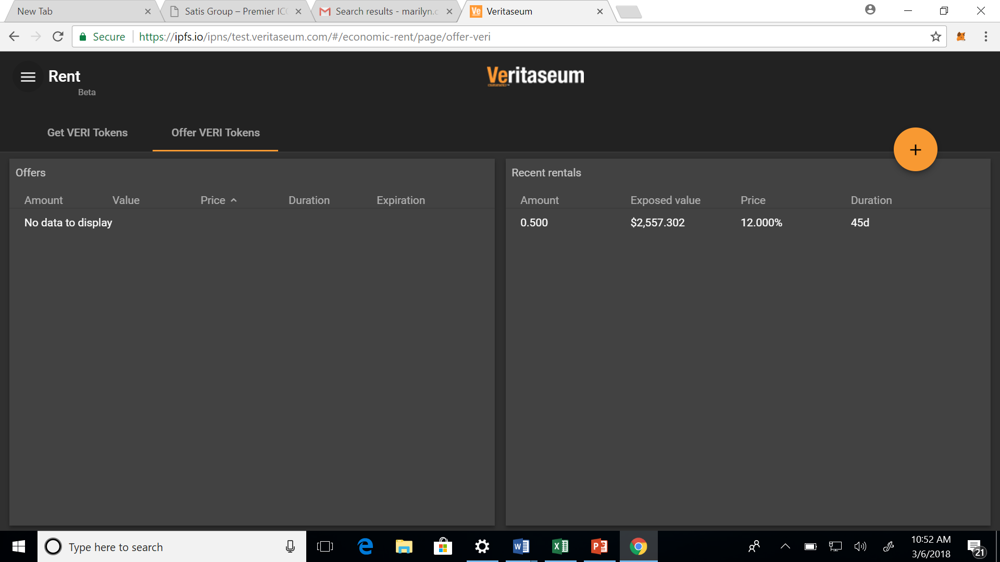 New Tab
Satis Group – Premier IC
Search results - marilyn.c
Ve Veritaseum
Secure https://ipfs.io/ipns/test.veritaseum.com/#/economic-rent/page/offer-veri
Rent
Beta
Veritaseum
Get VERI Tokens
Offer VERI Tokens
+
Offers
Amount Value Price Duration Expiration
No data to display
Recent rentals
Amount Exposed value Price Duration
0.500 $2,557.302 12.000% 45d
Type here to search
10:52 AM
3/6/2018
21